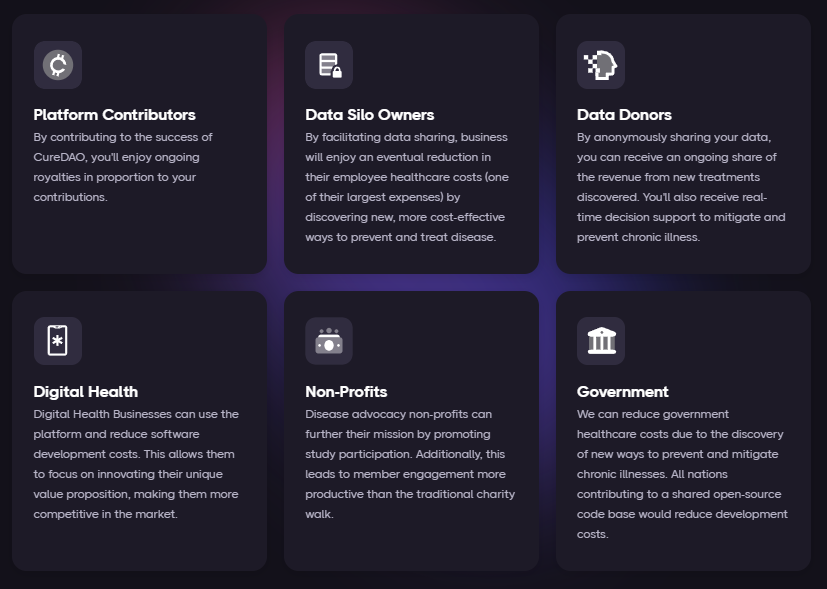 Platform Contributors
By contributing to the success of
CureDAO, you'll enjoy ongoing
royalties in proportion to your
contributions.
Data Silo Owners
By facilitating data sharing, business
will enjoy an eventual reduction in
their employee healthcare costs (one
of their largest expenses) by
discovering new, more cost-effective
ways to prevent and treat disease.
Data Donors
By anonymously sharing your data,
you can receive an ongoing share of
the revenue from new treatments
discovered. You'll also receive real-
time decision support to mitigate and
prevent chronic illness.
Digital Health
Digital Health Businesses can use the
platform and reduce software
development costs. This allows them
to focus on innovating their unique
value proposition, making them more
competitive in the market.
Non-Profits
Disease advocacy non-profits can
further their mission by promoting
study participation. Additionally, this
leads to member engagement more
productive than the traditional charity
walk.
Government
We can reduce government
healthcare costs due to the discovery
of new ways to prevent and mitigate
chronic illnesses. All nations
contributing to a shared open-source
code base would reduce development
costs.